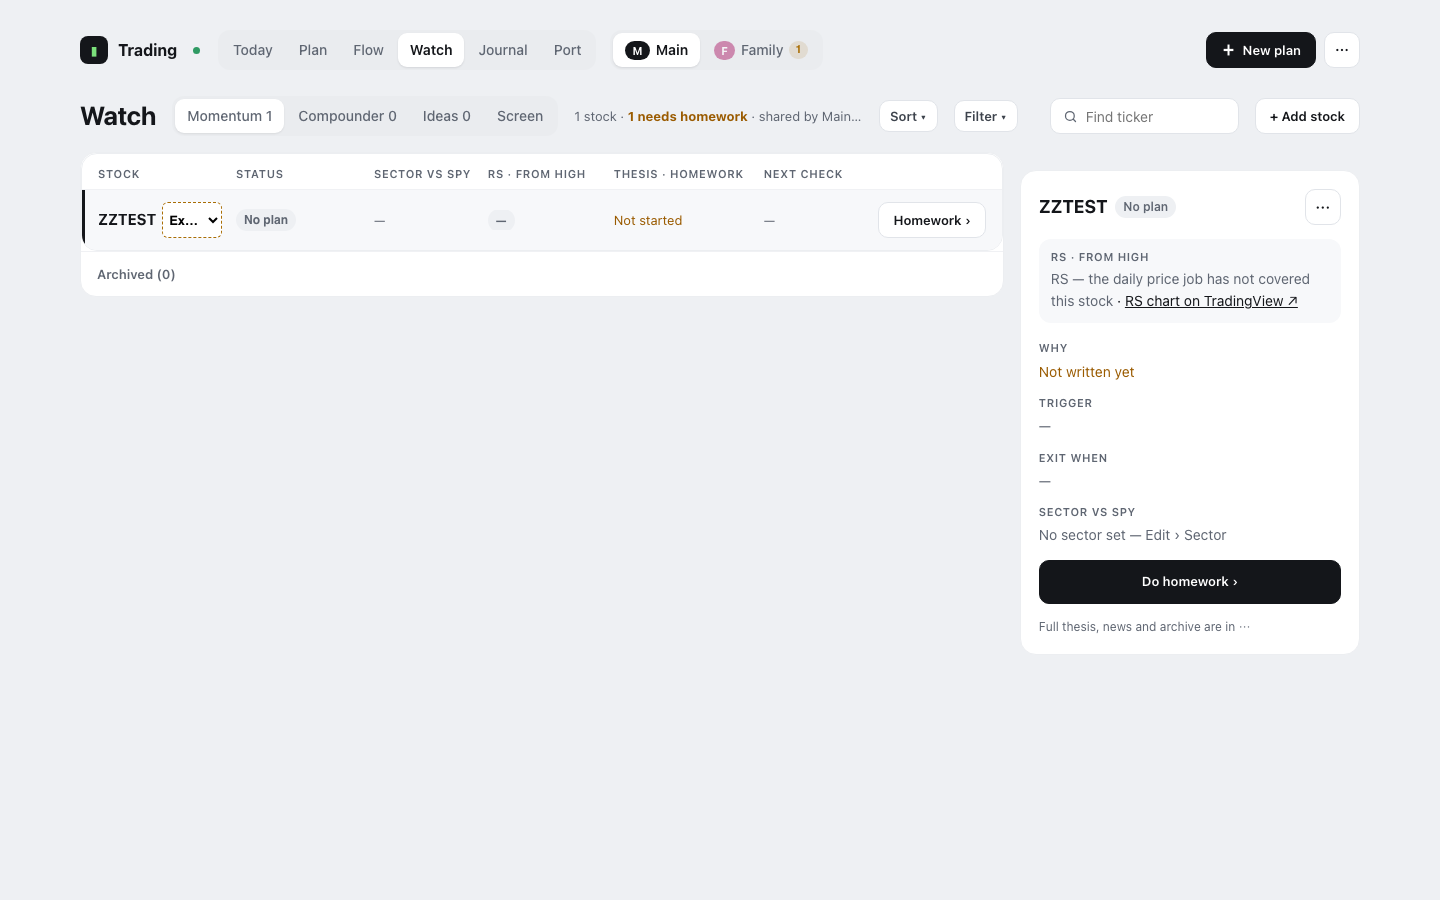 Trading
Today Plan Flow Watch Journal Port
M Main F Family 1
+ New plan ···
Watch
Momentum 1 Compounder 0 Ideas 0 Screen
1 stock · 1 needs homework · shared by Main...
Sort ▾ Filter ▾
Find ticker
+ Add stock
STOCK STATUS SECTOR VS SPY RS · FROM HIGH THESIS · HOMEWORK NEXT CHECK
ZZTEST Ex... No plan — — Not started — Homework ›
Archived (0)
ZZTEST No plan ···
RS · FROM HIGH
RS — the daily price job has not covered
this stock · RS chart on TradingView ↗
WHY
Not written yet
TRIGGER
—
EXIT WHEN
—
SECTOR VS SPY
No sector set — Edit › Sector
Do homework ›
Full thesis, news and archive are in ···